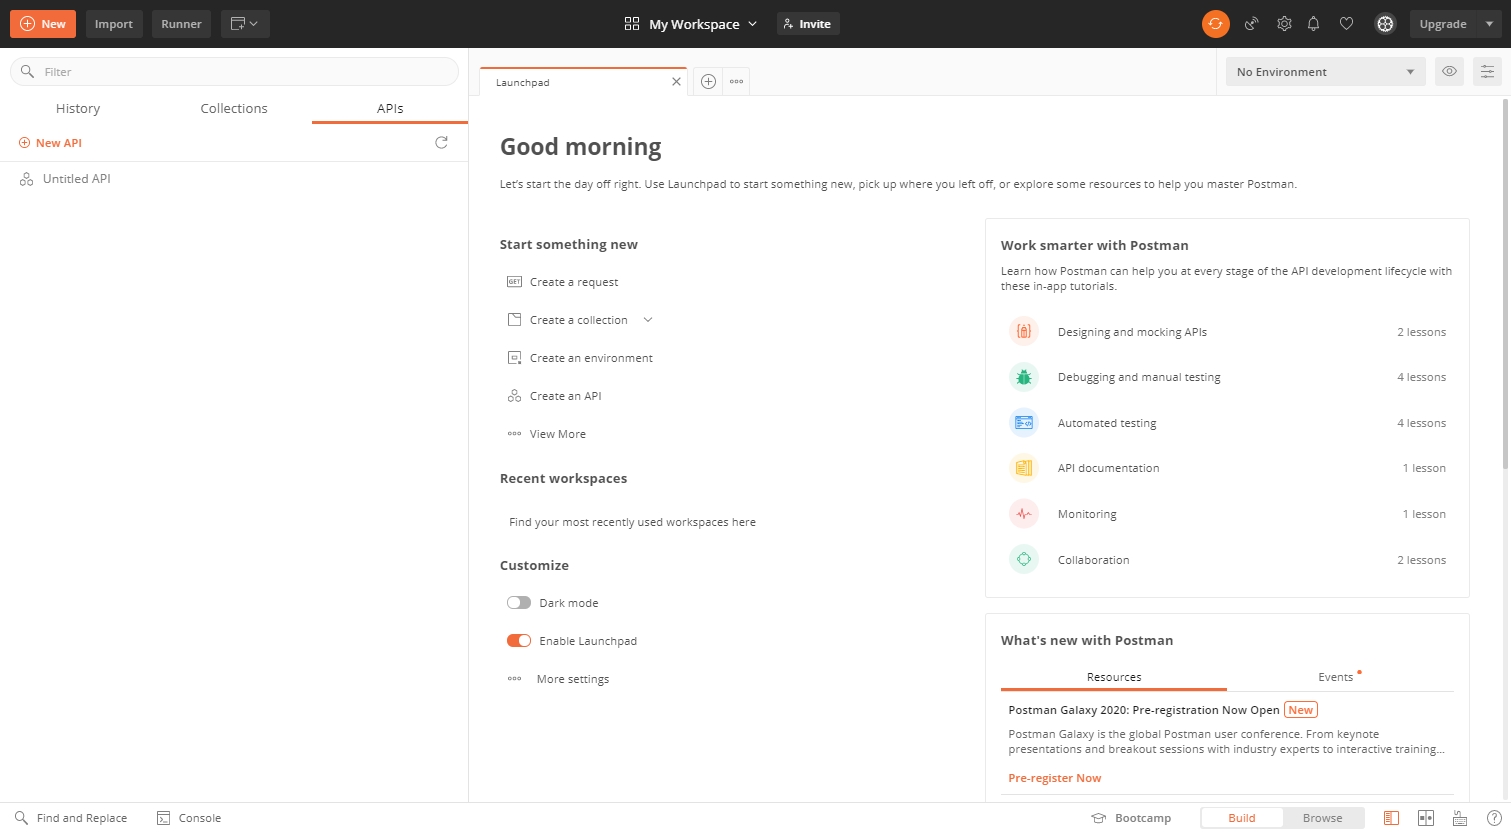 New
Import
Runner
My Workspace
Invite
Upgrade
Filter
Launchpad
No Environment
History
Collections
APIs
New API
Untitled API
Good morning
Let's start the day off right. Use Launchpad to start something new, pick up where you left off, or explore some resources to help you master Postman.
Start something new
GET Create a request
Create a collection
Create an environment
Create an API
View More
Recent workspaces
Find your most recently used workspaces here
Customize
Dark mode
Enable Launchpad
More settings
Work smarter with Postman
Learn how Postman can help you at every stage of the API development lifecycle with
these in-app tutorials.
Designing and mocking APIs 2 lessons
Debugging and manual testing 4 lessons
Automated testing 4 lessons
API documentation 1 lesson
Monitoring 1 lesson
Collaboration 2 lessons
What's new with Postman
Resources
Events
Postman Galaxy 2020: Pre-registration Now Open New
Postman Galaxy is the global Postman user conference. From keynote
presentations and breakout sessions with industry experts to interactive training...
Pre-register Now
Find and Replace
Console
Bootcamp
Build
Browse